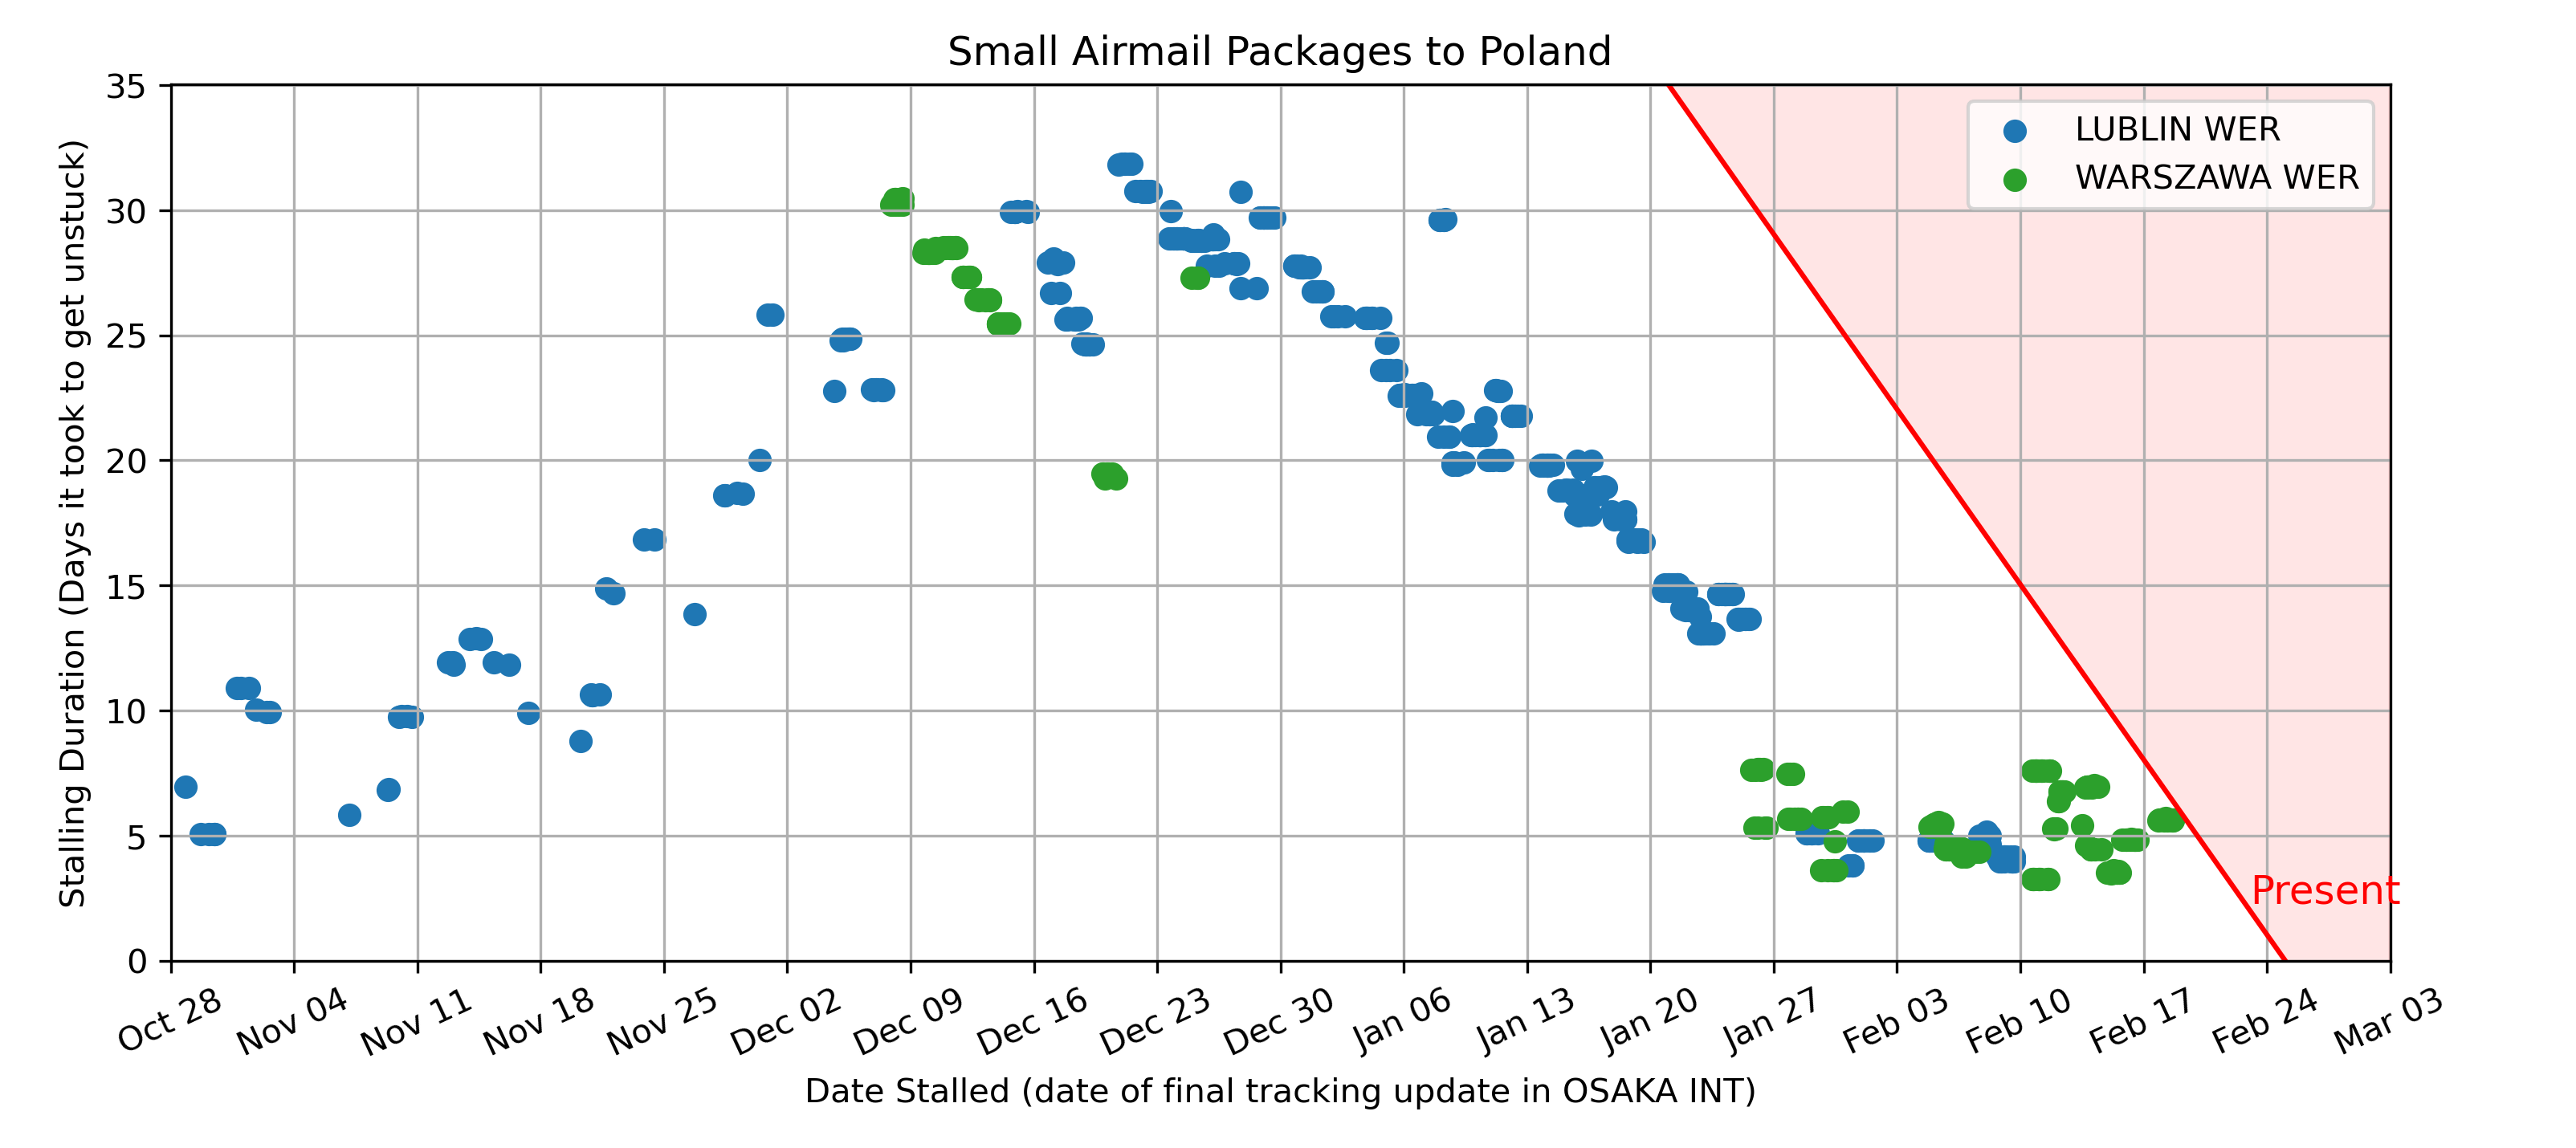 Small Airmail Packages to Poland
Stalling Duration (Days it took to get unstuck)
35
30
25
20
15
10
5
0
LUBLIN WER
WARSZAWA WER
Present
Oct 28
Nov 04
Nov 11
Nov 18
Nov 25
Dec 02
Dec 09
Dec 16
Dec 23
Dec 30
Jan 06
Jan 13
Jan 20
Jan 27
Feb 03
Feb 10
Feb 17
Feb 24
Mar 03
Date Stalled (date of final tracking update in OSAKA INT)